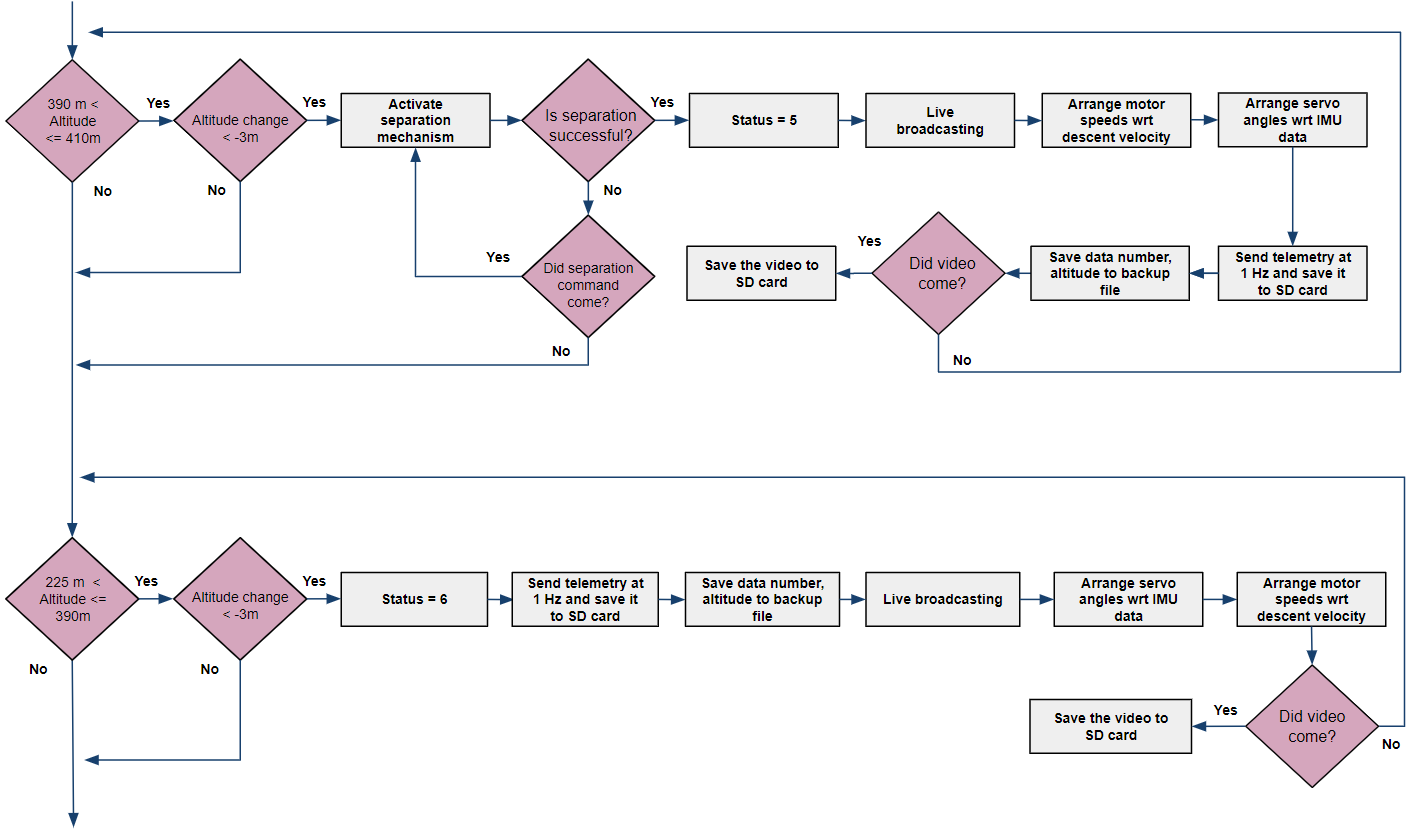 390 m <
Altitude
<= 410m
Yes
No
Altitude change
< -3m
Yes
No
Activate
separation
mechanism
Is separation
successful?
Yes
No
Status = 5
Live
broadcasting
Arrange motor
speeds wrt
descent velocity
Arrange servo
angles wrt IMU
data
Did separation
command
come?
Yes
No
Send telemetry at
1 Hz and save it
to SD card
Save data number,
altitude to backup
file
Did video
come?
Yes
No
Save the video to
SD card
225 m  <
Altitude <=
390m
Yes
No
Altitude change
< -3m
Yes
No
Status = 6
Send telemetry at
1 Hz and save it
to SD card
Save data number,
altitude to backup
file
Live broadcasting
Arrange servo
angles wrt IMU
data
Arrange motor
speeds wrt
descent velocity
Did video
come?
Yes
No
Save the video to
SD card